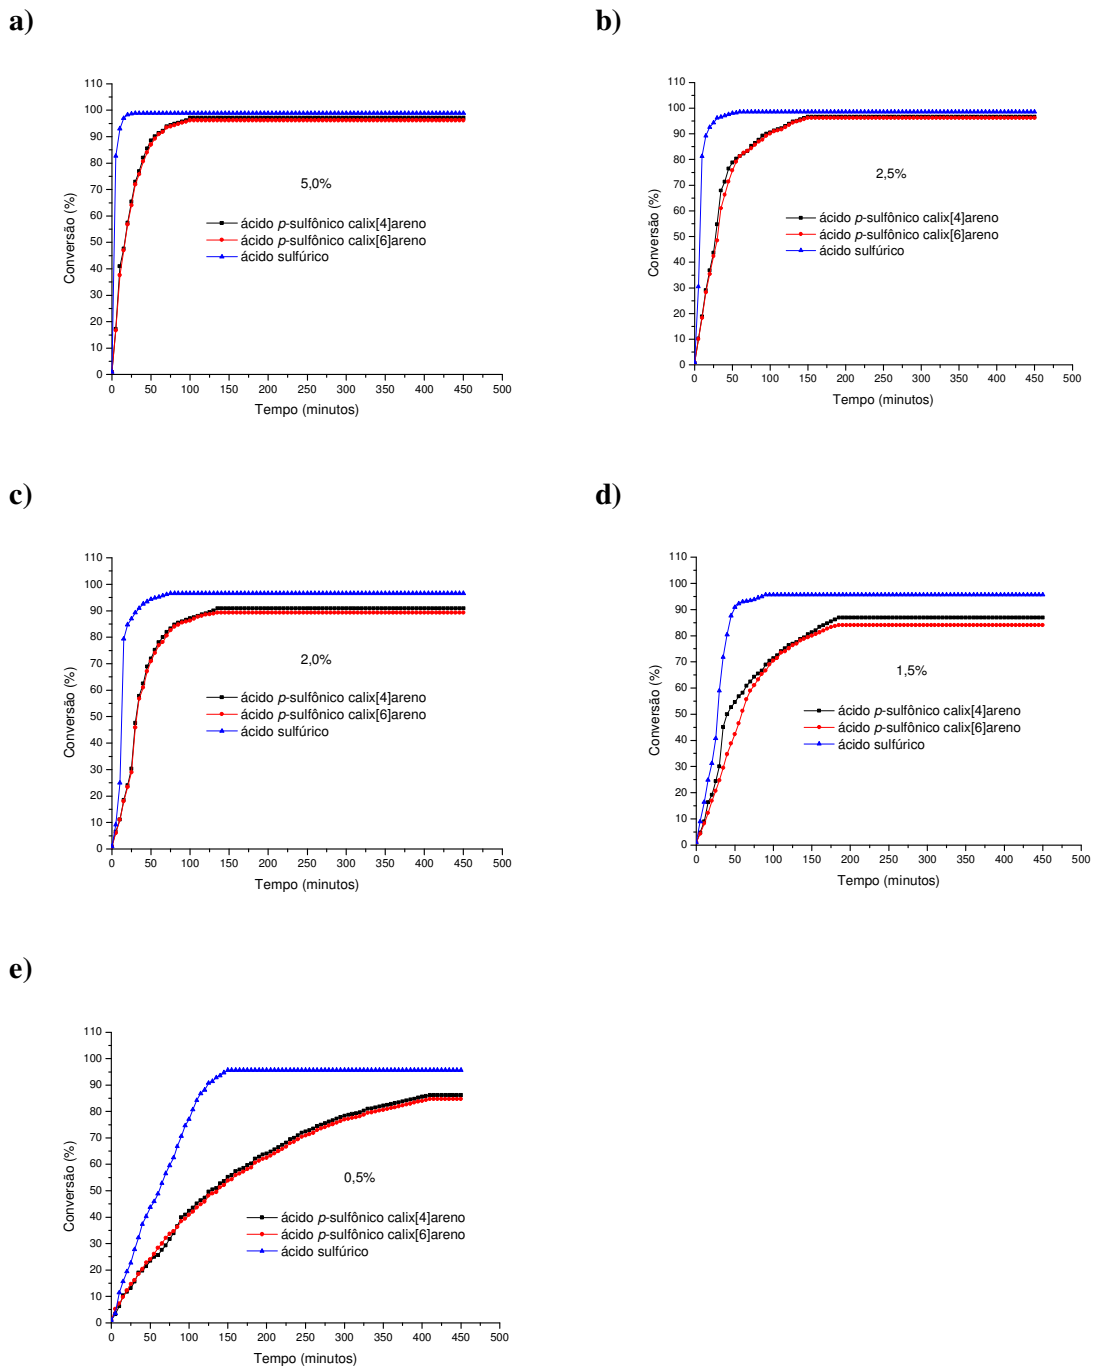 a)
110
100
90
80
70
60
50
40
30
20
10
0
Conversão (%)
5,0%
ácido p-sulfônico calix[4]areno
ácido p-sulfônico calix[6]areno
ácido sulfúrico
0 50 100 150 200 250 300 350 400 450 500
Tempo (minutos)
b)
110
100
90
80
70
60
50
40
30
20
10
0
Conversão (%)
2,5%
ácido p-sulfônico calix[4]areno
ácido p-sulfônico calix[6]areno
ácido sulfúrico
0 50 100 150 200 250 300 350 400 450 500
Tempo (minutos)
c)
110
100
90
80
70
60
50
40
30
20
10
0
Conversão (%)
2,0%
ácido p-sulfônico calix[4]areno
ácido p-sulfônico calix[6]areno
ácido sulfúrico
0 50 100 150 200 250 300 350 400 450 500
Tempo (minutos)
d)
110
100
90
80
70
60
50
40
30
20
10
0
Conversão (%)
1,5%
ácido p-sulfônico calix[4]areno
ácido p-sulfônico calix[6]areno
ácido sulfúrico
0 50 100 150 200 250 300 350 400 450 500
Tempo (minutos)
e)
110
100
90
80
70
60
50
40
30
20
10
0
Conversão (%)
0,5%
ácido p-sulfônico calix[4]areno
ácido p-sulfônico calix[6]areno
ácido sulfúrico
0 50 100 150 200 250 300 350 400 450 500
Tempo (minutos)